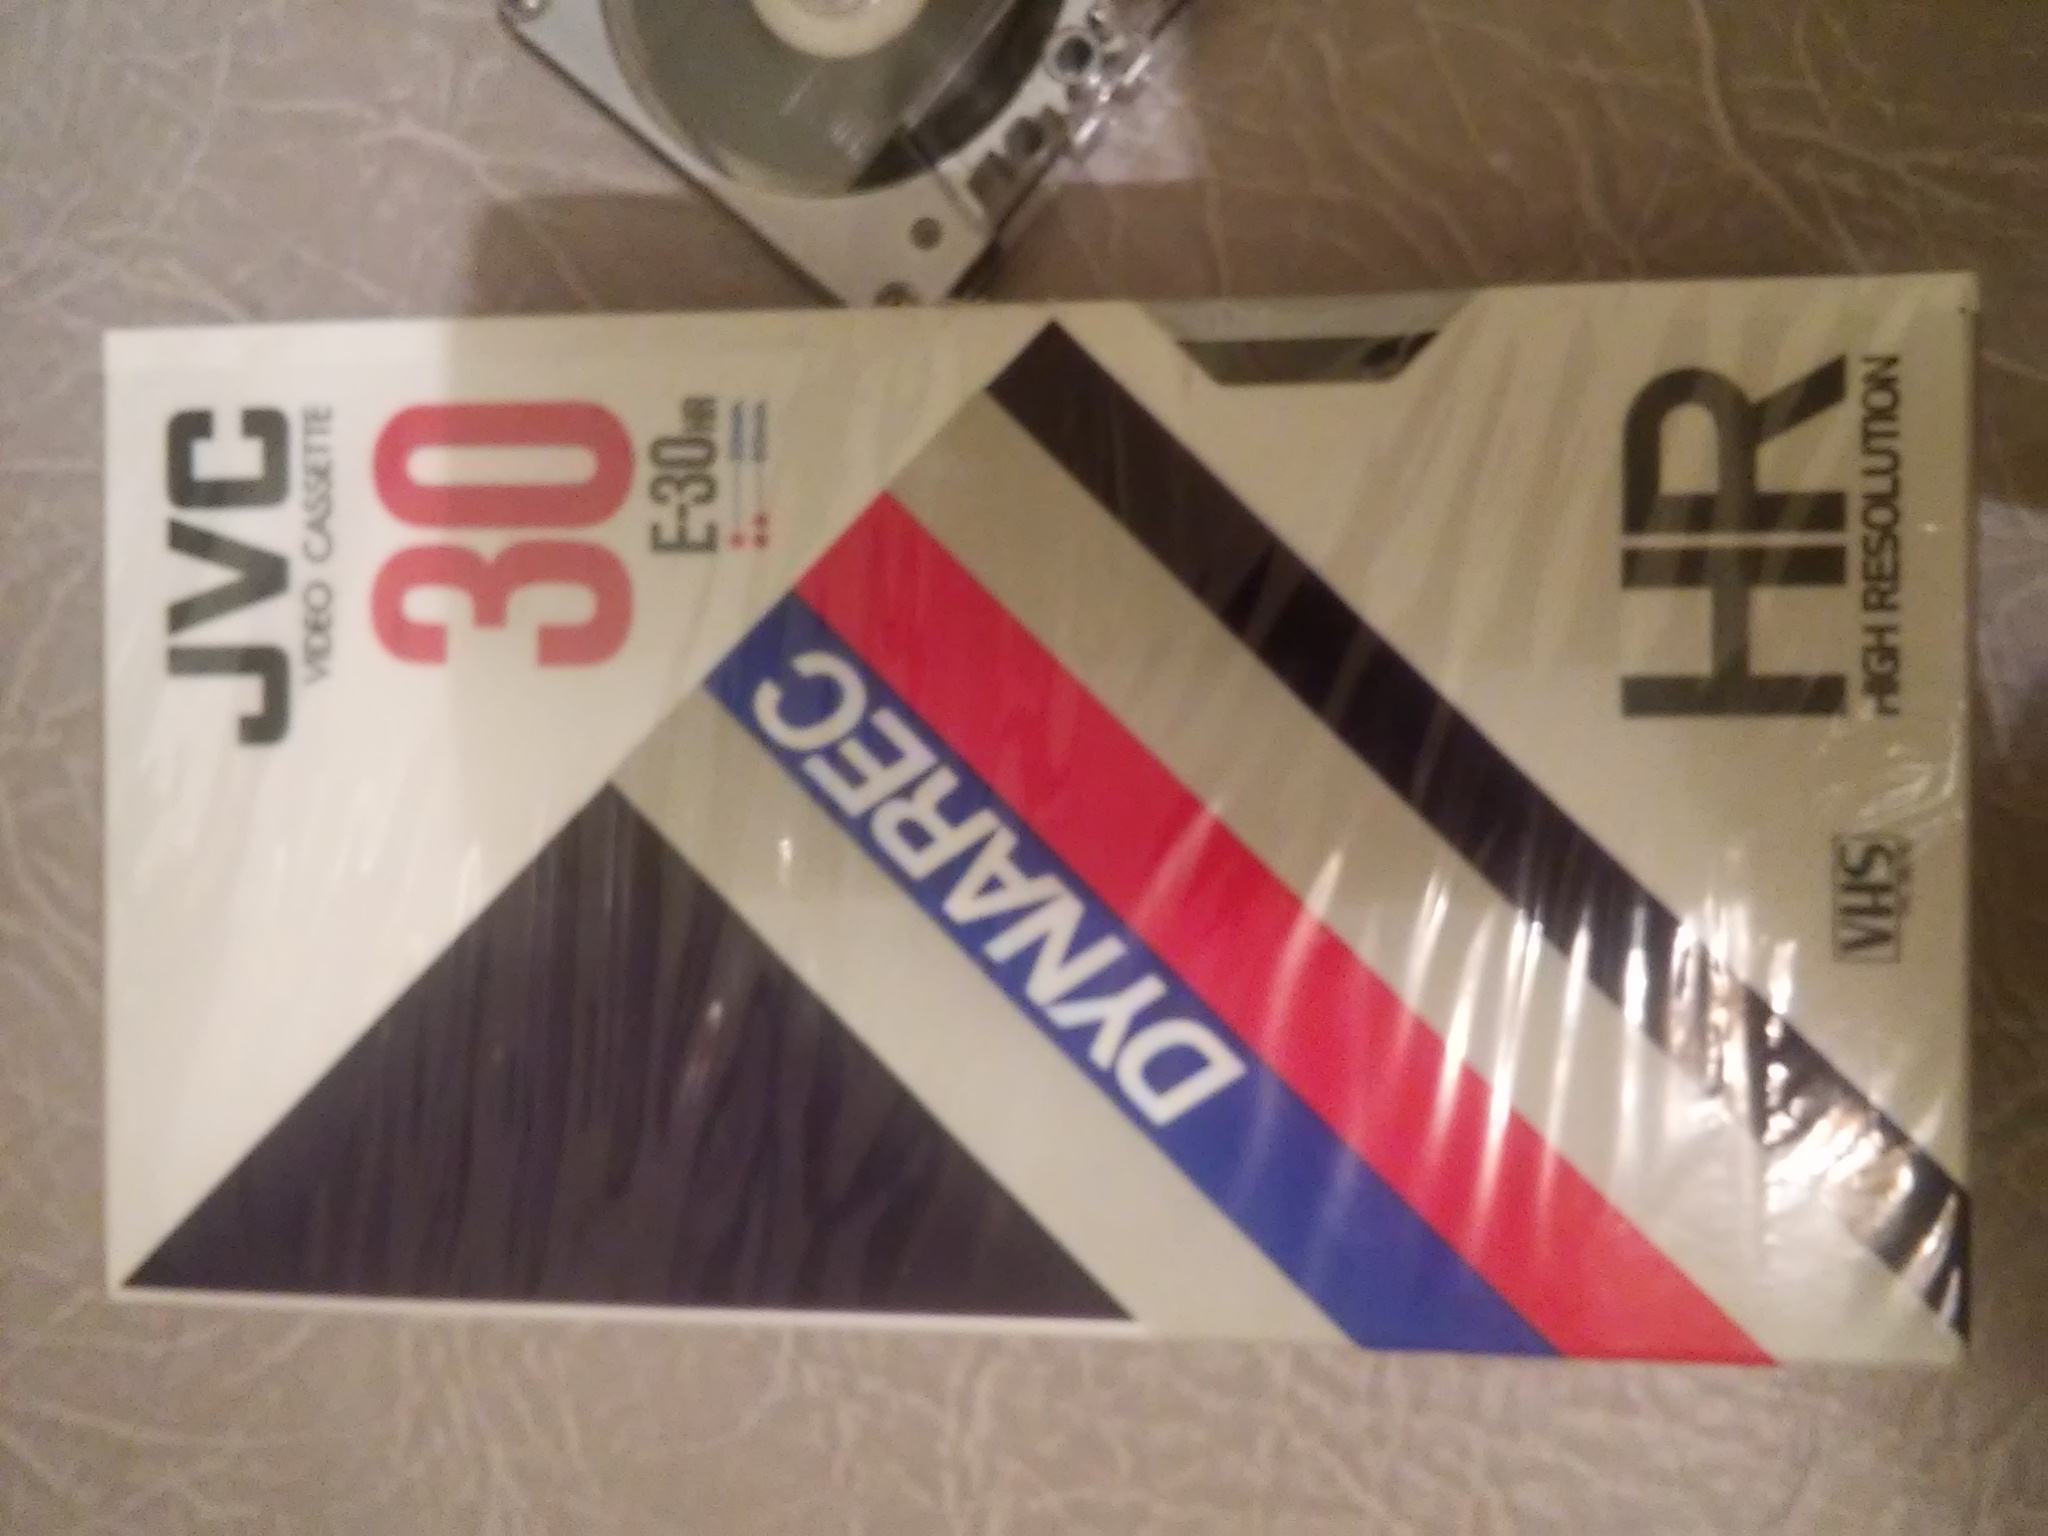 JVC
VIDEO CASSETTE
30
E-30HR
DYNAREC
HR
HIGH RESOLUTION
VHS